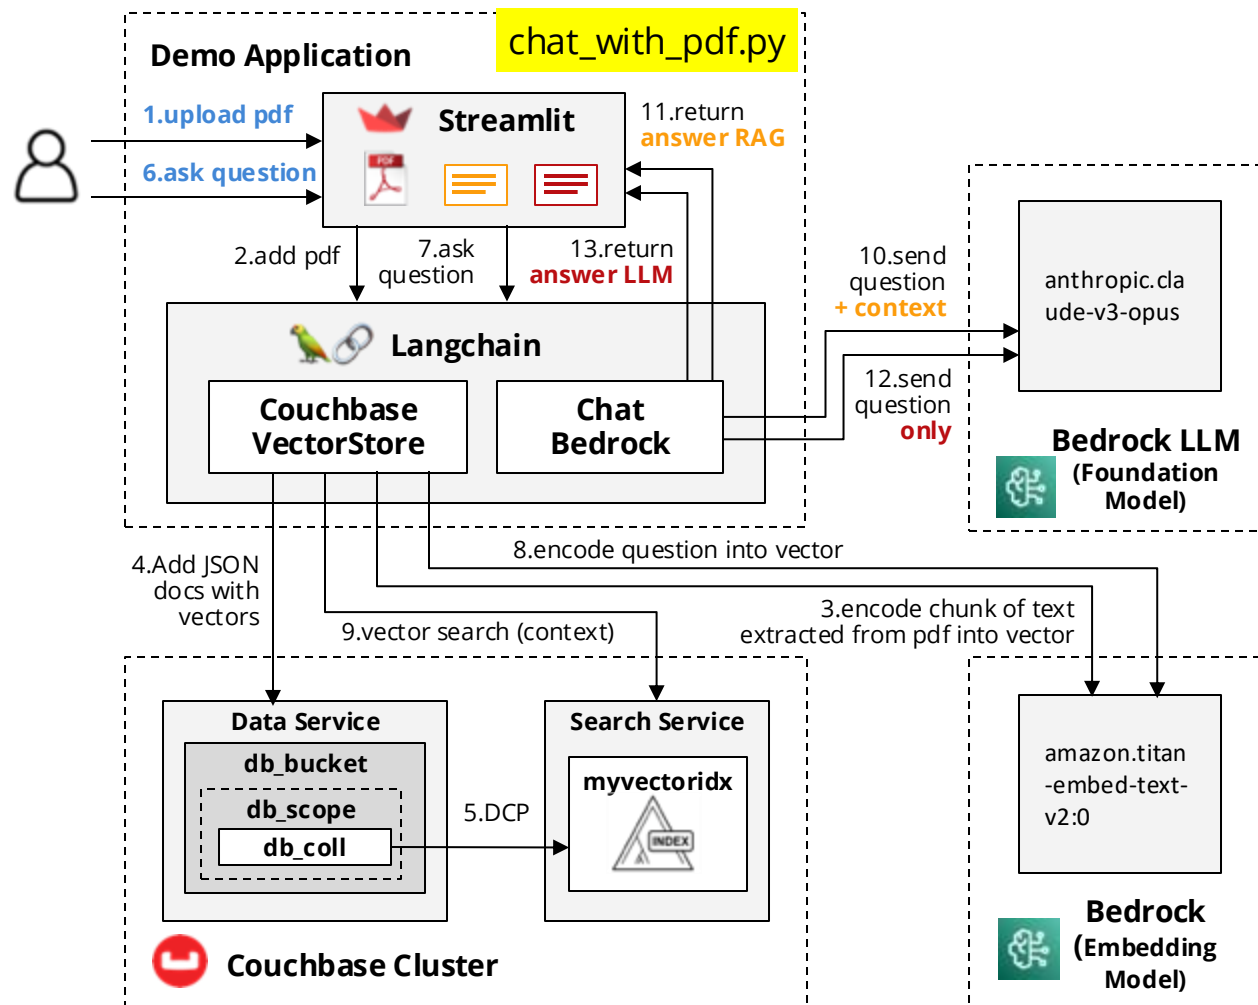 chat_with_pdf.py
Demo Application
1.upload pdf
6.ask question
Streamlit
PDF
11.return
answer RAG
2.add pdf
7.ask
question
13.return
answer LLM
10.send
question
+ context
12.send
question
only
anthropic.cla
ude-v3-opus
Bedrock LLM
(Foundation
Model)
Langchain
Couchbase
VectorStore
Chat
Bedrock
4.Add JSON
docs with
vectors
8.encode question into vector
3.encode chunk of text
extracted from pdf into vector
9.vector search (context)
Data Service
db_bucket
db_scope
db_coll
5.DCP
Search Service
myvectoridx
INDEX
amazon.titan
-embed-text-
v2:0
Bedrock
(Embedding
Model)
Couchbase Cluster